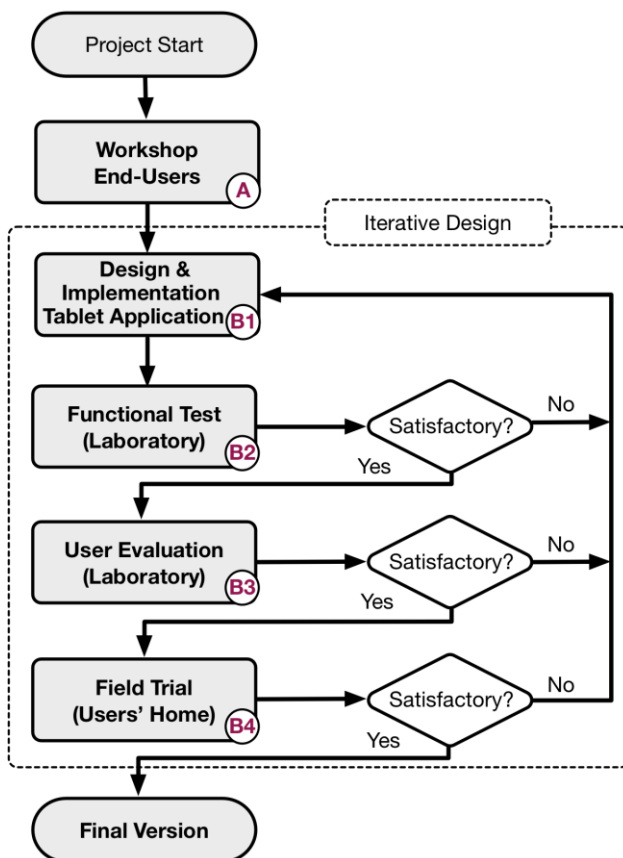 Project Start
Workshop
End-Users
A
Iterative Design
Design &
Implementation
Tablet Application
B1
Functional Test
(Laboratory)
B2
Satisfactory?
No
Yes
User Evaluation
(Laboratory)
B3
Satisfactory?
No
Yes
Field Trial
(Users' Home)
B4
Satisfactory?
No
Yes
Final Version